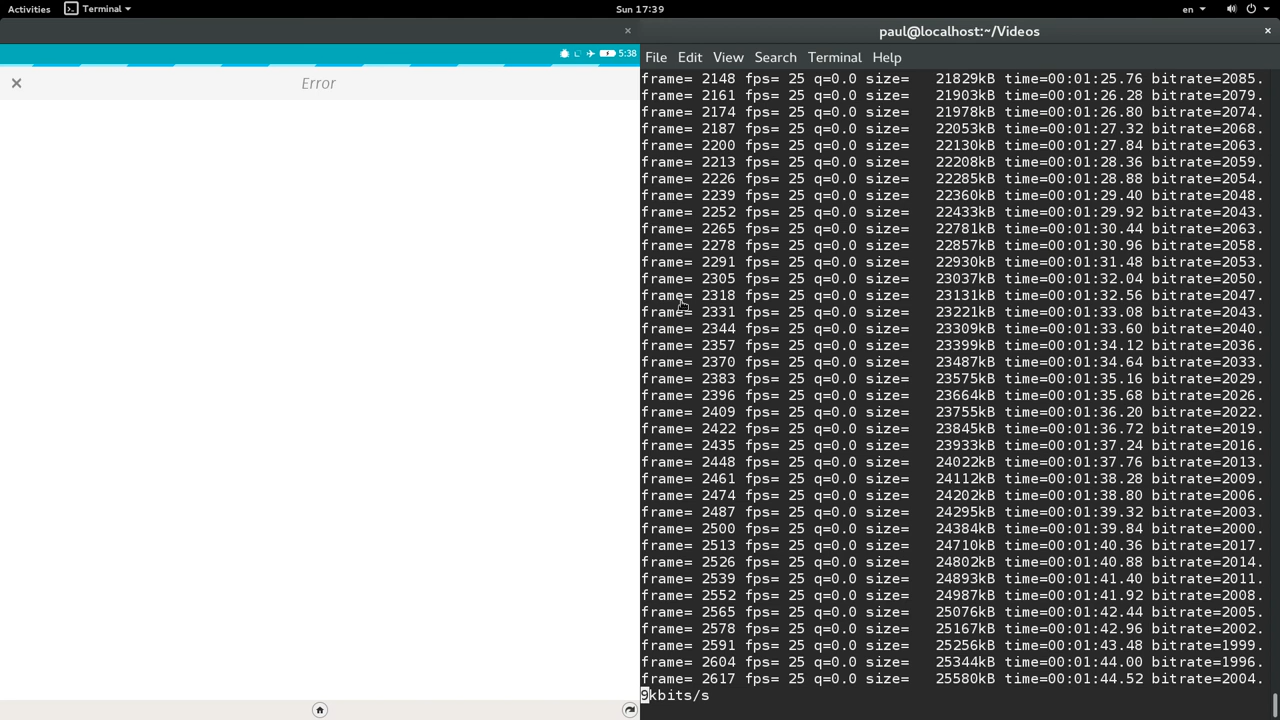 Activities Terminal Sun 17:39 en
paul@localhost:~/Videos
5:38
Error
File Edit View Search Terminal Help
frame= 2148 fps= 25 q=0.0 size= 21829kB time=00:01:25.76 bitrate=2085.
frame= 2161 fps= 25 q=0.0 size= 21903kB time=00:01:26.28 bitrate=2079.
frame= 2174 fps= 25 q=0.0 size= 21978kB time=00:01:26.80 bitrate=2074.
frame= 2187 fps= 25 q=0.0 size= 22053kB time=00:01:27.32 bitrate=2068.
frame= 2200 fps= 25 q=0.0 size= 22130kB time=00:01:27.84 bitrate=2063.
frame= 2213 fps= 25 q=0.0 size= 22208kB time=00:01:28.36 bitrate=2059.
frame= 2226 fps= 25 q=0.0 size= 22285kB time=00:01:28.88 bitrate=2054.
frame= 2239 fps= 25 q=0.0 size= 22360kB time=00:01:29.40 bitrate=2048.
frame= 2252 fps= 25 q=0.0 size= 22433kB time=00:01:29.92 bitrate=2043.
frame= 2265 fps= 25 q=0.0 size= 22781kB time=00:01:30.44 bitrate=2063.
frame= 2278 fps= 25 q=0.0 size= 22857kB time=00:01:30.96 bitrate=2058.
frame= 2291 fps= 25 q=0.0 size= 22930kB time=00:01:31.48 bitrate=2053.
frame= 2305 fps= 25 q=0.0 size= 23037kB time=00:01:32.04 bitrate=2050.
frame= 2318 fps= 25 q=0.0 size= 23131kB time=00:01:32.56 bitrate=2047.
frame= 2331 fps= 25 q=0.0 size= 23221kB time=00:01:33.08 bitrate=2043.
frame= 2344 fps= 25 q=0.0 size= 23309kB time=00:01:33.60 bitrate=2040.
frame= 2357 fps= 25 q=0.0 size= 23399kB time=00:01:34.12 bitrate=2036.
frame= 2370 fps= 25 q=0.0 size= 23487kB time=00:01:34.64 bitrate=2033.
frame= 2383 fps= 25 q=0.0 size= 23575kB time=00:01:35.16 bitrate=2029.
frame= 2396 fps= 25 q=0.0 size= 23664kB time=00:01:35.68 bitrate=2026.
frame= 2409 fps= 25 q=0.0 size= 23755kB time=00:01:36.20 bitrate=2022.
frame= 2422 fps= 25 q=0.0 size= 23845kB time=00:01:36.72 bitrate=2019.
frame= 2435 fps= 25 q=0.0 size= 23933kB time=00:01:37.24 bitrate=2016.
frame= 2448 fps= 25 q=0.0 size= 24022kB time=00:01:37.76 bitrate=2013.
frame= 2461 fps= 25 q=0.0 size= 24112kB time=00:01:38.28 bitrate=2009.
frame= 2474 fps= 25 q=0.0 size= 24202kB time=00:01:38.80 bitrate=2006.
frame= 2487 fps= 25 q=0.0 size= 24295kB time=00:01:39.32 bitrate=2003.
frame= 2500 fps= 25 q=0.0 size= 24384kB time=00:01:39.84 bitrate=2000.
frame= 2513 fps= 25 q=0.0 size= 24710kB time=00:01:40.36 bitrate=2017.
frame= 2526 fps= 25 q=0.0 size= 24802kB time=00:01:40.88 bitrate=2014.
frame= 2539 fps= 25 q=0.0 size= 24893kB time=00:01:41.40 bitrate=2011.
frame= 2552 fps= 25 q=0.0 size= 24987kB time=00:01:41.92 bitrate=2008.
frame= 2565 fps= 25 q=0.0 size= 25076kB time=00:01:42.44 bitrate=2005.
frame= 2578 fps= 25 q=0.0 size= 25167kB time=00:01:42.96 bitrate=2002.
frame= 2591 fps= 25 q=0.0 size= 25256kB time=00:01:43.48 bitrate=1999.
frame= 2604 fps= 25 q=0.0 size= 25344kB time=00:01:44.00 bitrate=1996.
frame= 2617 fps= 25 q=0.0 size= 25580kB time=00:01:44.52 bitrate=2004.
9kbits/s